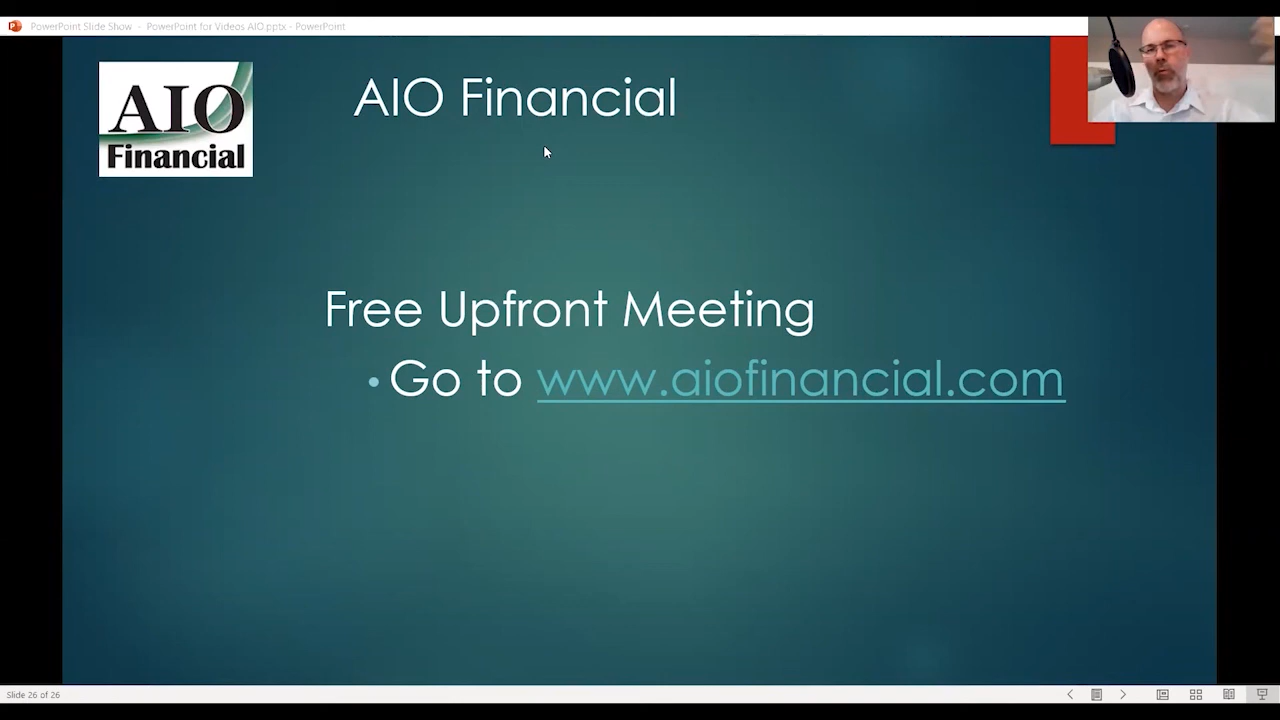 PowerPoint Slide Show - PowerPoint for Videos AIO.pptx - PowerPoint
AIO
Financial
AIO Financial
Free Upfront Meeting
• Go to www.aiofinancial.com
Slide 26 of 26